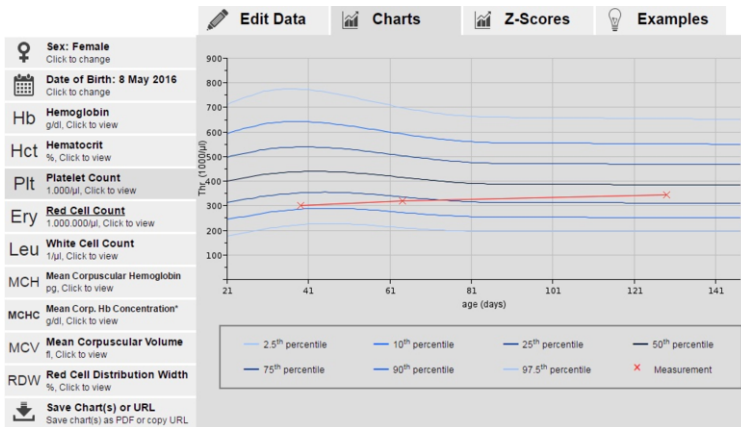 Edit Data
Charts
Z-Scores
Examples
Sex: Female
Click to change
Date of Birth: 8 May 2016
Click to change
Hb
Hemoglobin
g/dl, Click to view
Hct
Hematocrit
%, Click to view
Plt
Platelet Count
1.000/µl, Click to view
Ery
Red Cell Count
1.000.000/µl, Click to view
Leu
White Cell Count
1/µl, Click to view
MCH
Mean Corpuscular Hemoglobin
pg, Click to view
MCHC
Mean Corp. Hb Concentration*
g/dl, Click to view
MCV
Mean Corpuscular Volume
fl, Click to view
RDW
Red Cell Distribution Width
%, Click to view
Save Chart(s) or URL
Save chart(s) as PDF or copy URL
900
800
700
600
500
400
300
200
100
Thr. (1000/µl)
21
41
61
81
101
121
141
age (days)
2.5th percentile
10th percentile
25th percentile
50th percentile
75th percentile
90th percentile
97.5th percentile
Measurement